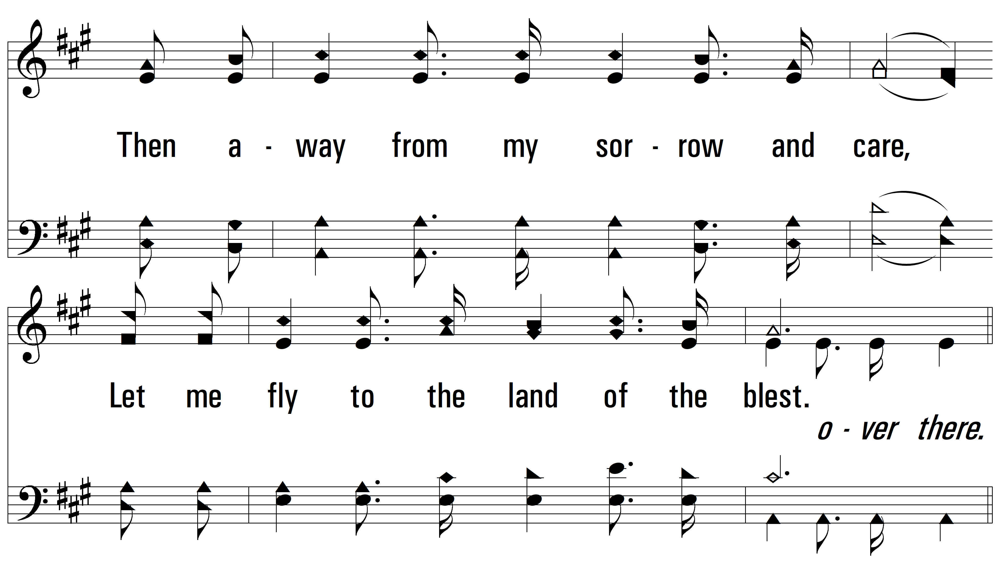 Then a - way from my sor - row and care,
Let me fly to the land of the blest.
o - ver there.